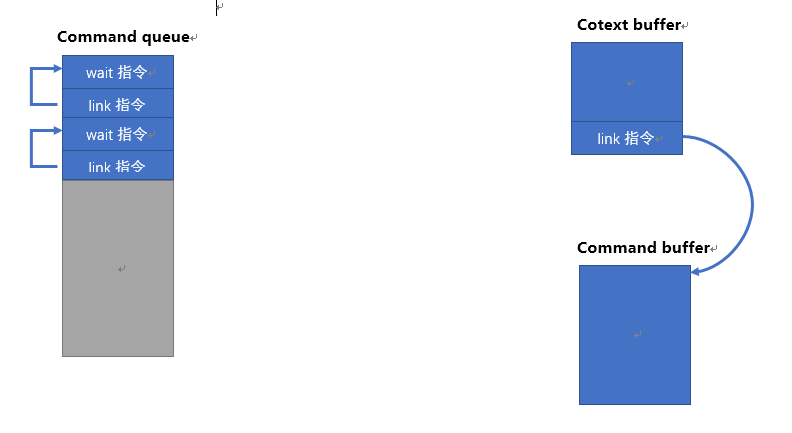 Command queue
wait 指令
link 指令
wait 指令
link 指令
Cotext buffer
link 指令
Command buffer